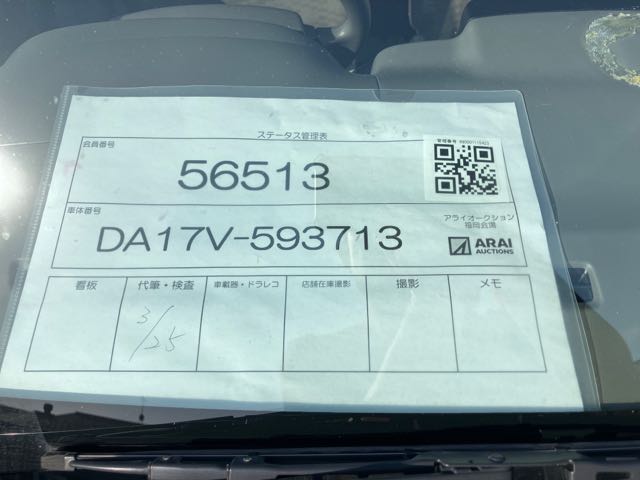 ステータス管理表
会員番号
56513
車体番号
DA17V-593713
アライオークション
福岡会場
ARAI
AUCTIONS
看板
代筆・検査
車載器・ドラレコ
店舗在庫撮影
撮影
メモ
3/25